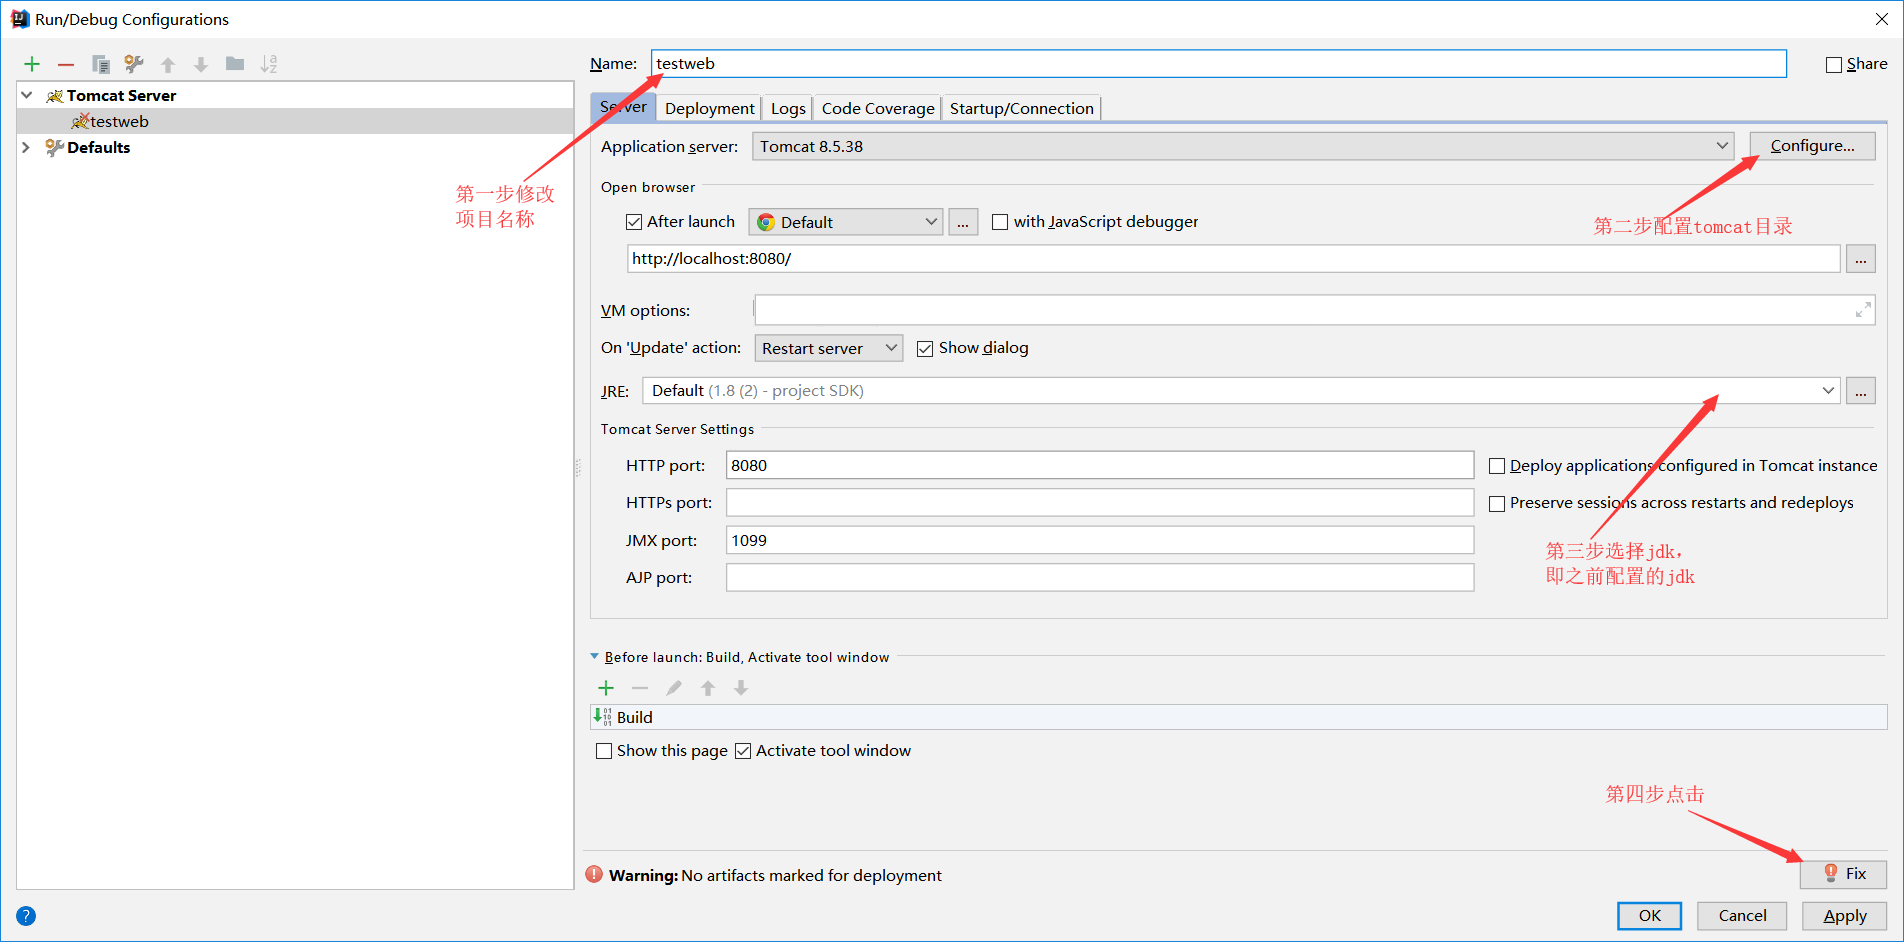 Run/Debug Configurations
Tomcat Server
testweb
Defaults
Name: testweb
Share
Server Deployment Logs Code Coverage Startup/Connection
Application server: Tomcat 8.5.38 Configure...
第一步修改
项目名称
Open browser
After launch Default ... with JavaScript debugger
第二步配置tomcat目录
http://localhost:8080/ ...
VM options:
On 'Update' action: Restart server Show dialog
JRE: Default (1.8 (2) - project SDK) ...
Tomcat Server Settings
HTTP port: 8080 Deploy applications configured in Tomcat instance
HTTPs port: Preserve sessions across restarts and redeploys
JMX port: 1099
AJP port:
第三步选择jdk，
即之前配置的jdk
Before launch: Build, Activate tool window
Build
Show this page Activate tool window
第四步点击
Warning: No artifacts marked for deployment Fix
OK Cancel Apply